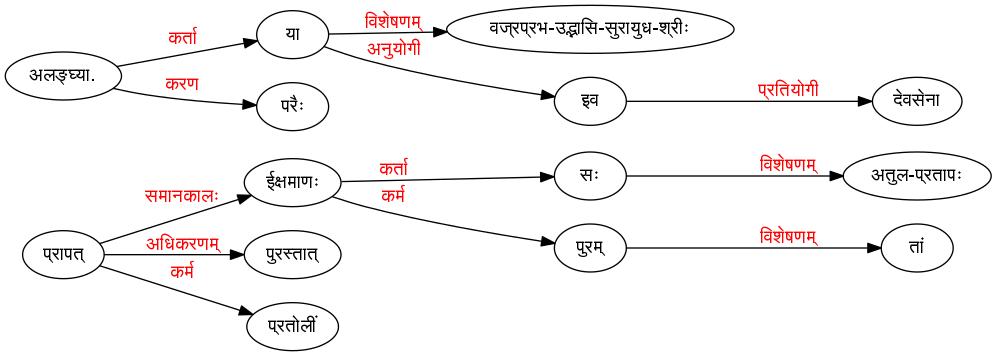 विशेषणम्
वज्रप्रभ-उद्भासि-सुरायुध-श्रीः
या
कर्ता
अनुयोगी
अलङ्घ्या.
करण
परैः
इव
प्रतियोगी
देवसेना
कर्ता
सः
विशेषणम्
अतुल-प्रतापः
ईक्षमाणः
समानकालः
कर्म
प्रापत्
अधिकरणम्
पुरस्तात्
पुरम्
विशेषणम्
तां
कर्म
प्रतोलीं